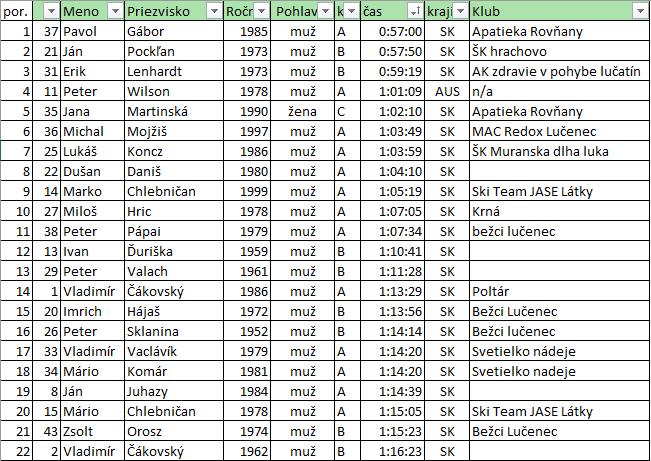 por. Meno Priezvisko Ročn Pohlav k čas kraji Klub
1 37 Pavol Gábor 1985 muž A 0:57:00 SK Apatieka Rovňany
2 21 Ján Pockľan 1973 muž B 0:57:50 SK ŠK hrachovo
3 31 Erik Lenhardt 1973 muž B 0:59:19 SK AK zdravie v pohybe lučatín
4 11 Peter Wilson 1978 muž A 1:01:09 AUS n/a
5 35 Jana Martinská 1990 žena C 1:02:10 SK Apatieka Rovňany
6 36 Michal Mojžiš 1997 muž A 1:03:49 SK MAC Redox Lučenec
7 25 Lukáš Koncz 1986 muž A 1:03:59 SK ŠK Muranska dlha luka
8 22 Dušan Daniš 1980 muž A 1:04:10 SK
9 14 Marko Chlebničan 1999 muž A 1:05:19 SK Ski Team JASE Látky
10 27 Miloš Hric 1978 muž A 1:07:05 SK Krná
11 38 Peter Pápai 1979 muž A 1:07:34 SK bežci lučenec
12 13 Ivan Ďuriška 1959 muž B 1:10:41 SK
13 29 Peter Valach 1961 muž B 1:11:28 SK
14 1 Vladimír Čákovský 1986 muž A 1:13:29 SK Poltár
15 20 Imrich Hájaš 1972 muž B 1:13:56 SK Bežci Lučenec
16 26 Peter Sklanina 1952 muž B 1:14:14 SK Bežci lučenec
17 33 Vladimír Vaclávik 1979 muž A 1:14:20 SK Svetielko nádeje
18 34 Mário Komár 1981 muž A 1:14:20 SK Svetielko nadeje
19 8 Ján Juhazy 1984 muž A 1:14:39 SK
20 15 Mário Chlebničan 1978 muž A 1:15:05 SK Ski Team JASE Látky
21 43 Zsolt Orosz 1974 muž B 1:15:23 SK Bežci Lučenec
22 2 Vladimír Čákovský 1962 muž B 1:16:23 SK